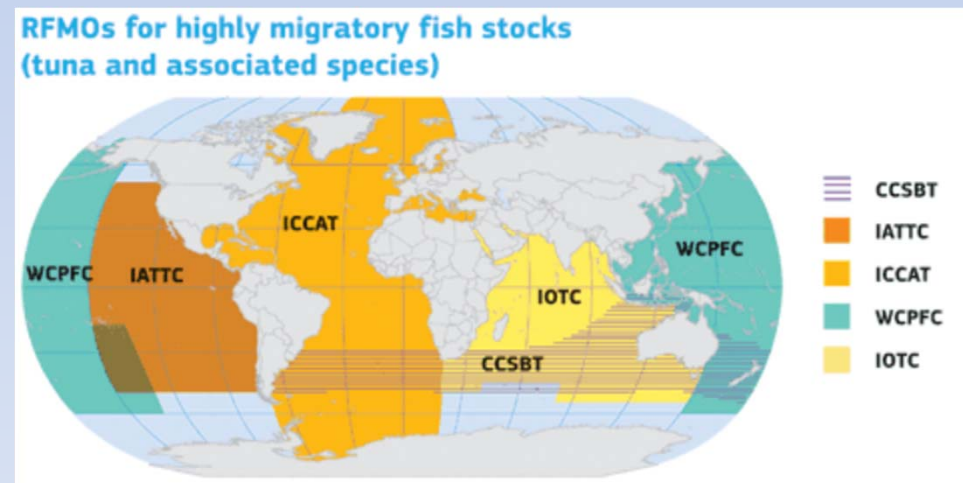 RFMOs for highly migratory fish stocks
(tuna and associated species)
ICCAT
WCPFC
WCPFC
IATTC
IOTC
CCSBT
CCSBT
IATTC
ICCAT
WCPFC
IOTC